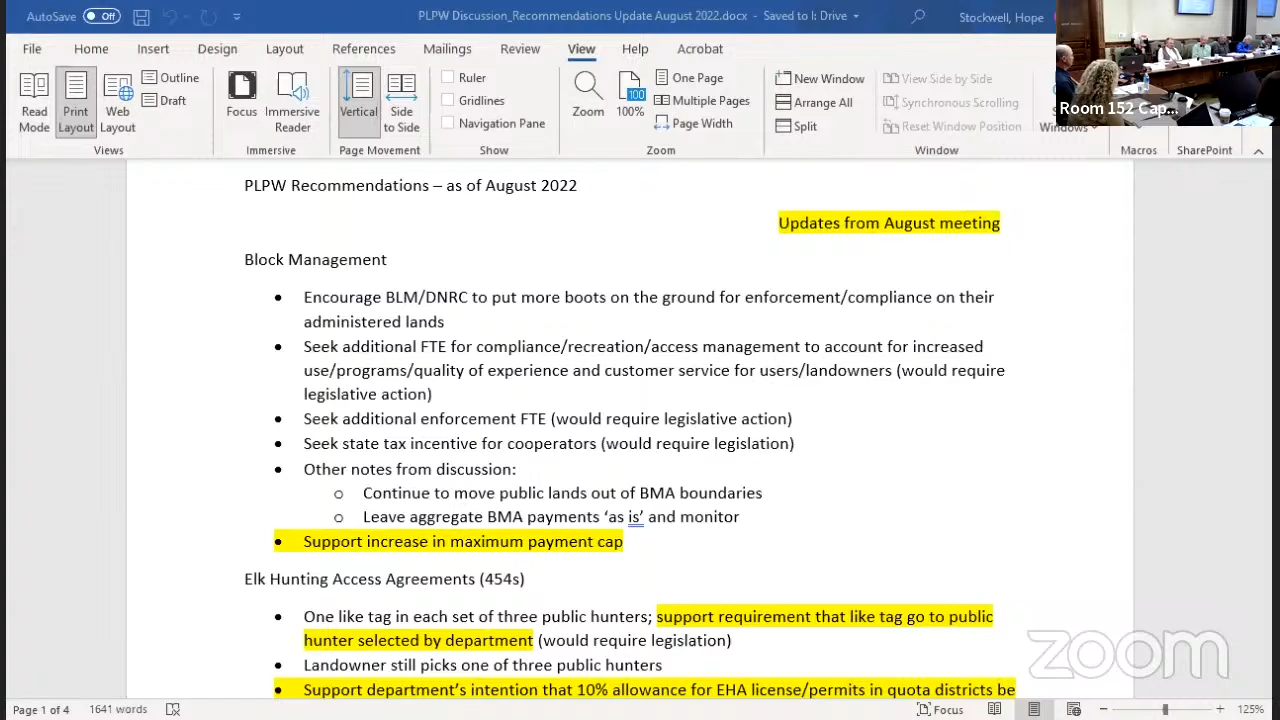 AutoSave Off PLPW Discussion_Recommendations Update August 2022.docx - Saved to I: Drive Stockwell, Hope
File Home Insert Design Layout References Mailings Review View Help Acrobat
Read Mode
Print Layout
Web Layout
Outline
Draft
Views
Focus
Immersive Reader
Immersive
Vertical
Side to Side
Page Movement
Ruler
Gridlines
Navigation Pane
Show
Zoom
100
100%
One Page
Multiple Pages
Page Width
Zoom
New Window
Arrange All
Split
View Side by Side
Synchronous Scrolling
Reset Window Position
Windows
Window
Macros
SharePoint
Room 152 Cap...
PLPW Recommendations – as of August 2022
Updates from August meeting
Block Management
• Encourage BLM/DNRC to put more boots on the ground for enforcement/compliance on their
administered lands
• Seek additional FTE for compliance/recreation/access management to account for increased
use/programs/quality of experience and customer service for users/landowners (would require
legislative action)
• Seek additional enforcement FTE (would require legislative action)
• Seek state tax incentive for cooperators (would require legislation)
• Other notes from discussion:
o Continue to move public lands out of BMA boundaries
o Leave aggregate BMA payments ‘as is’ and monitor
• Support increase in maximum payment cap
Elk Hunting Access Agreements (454s)
• One like tag in each set of three public hunters; support requirement that like tag go to public
hunter selected by department (would require legislation)
• Landowner still picks one of three public hunters
• Support department’s intention that 10% allowance for EHA license/permits in quota districts be
zoom
Page 1 of 4 1641 words Focus 125%